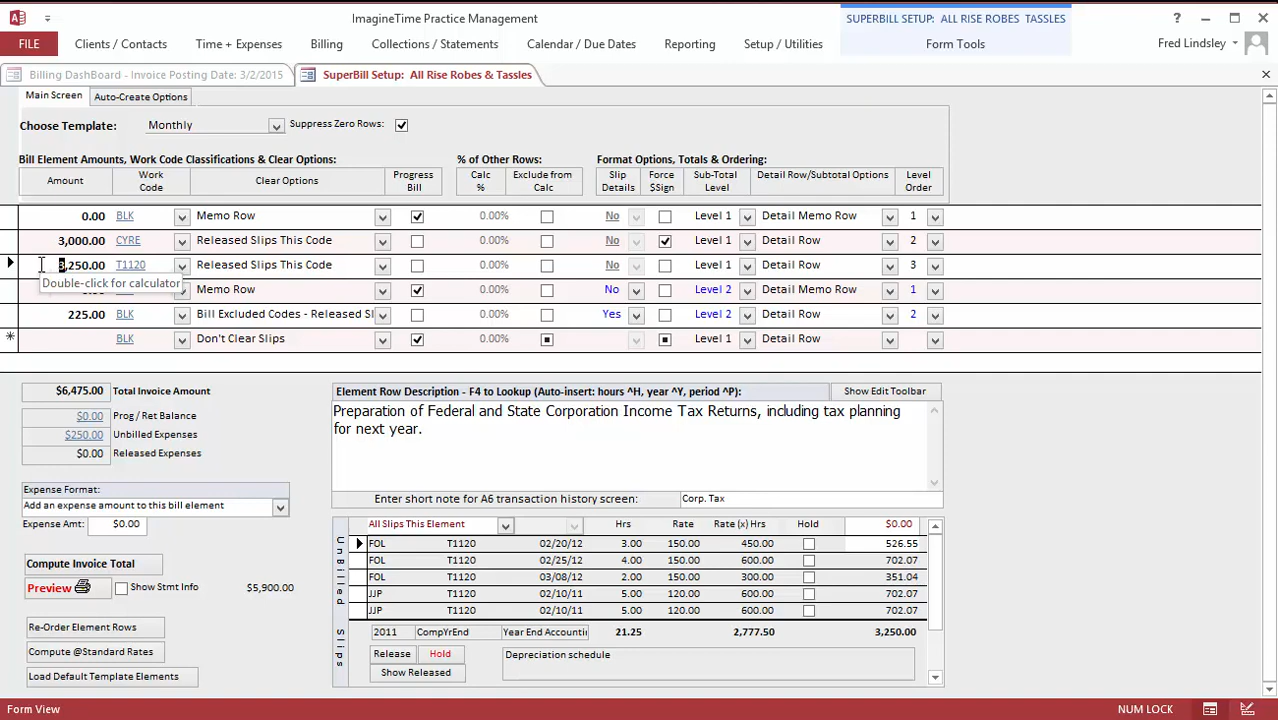 ImagineTime Practice Management
SUPERBILL SETUP: ALL RISE ROBES TASSLES
?
FILE
Clients / Contacts
Time + Expenses
Billing
Collections / Statements
Calendar / Due Dates
Reporting
Setup / Utilities
Form Tools
Fred Lindsley
Billing DashBoard - Invoice Posting Date: 3/2/2015
SuperBill Setup: All Rise Robes & Tassles
Main Screen
Auto-Create Options
Choose Template:
Monthly
Suppress Zero Rows:
Bill Element Amounts, Work Code Classifications & Clear Options:
% of Other Rows:
Format Options, Totals & Ordering:
Amount
Work Code
Clear Options
Progress Bill
Calc %
Exclude from Calc
Slip Details
Force $Sign
Sub-Total Level
Detail Row/Subtotal Options
Level Order
0.00 BLK Memo Row 0.00% No Level 1 Detail Memo Row 1
3,000.00 CYRE Released Slips This Code 0.00% No Level 1 Detail Row 2
3,250.00 T1120 Released Slips This Code 0.00% No Level 1 Detail Row 3
Double-click for calculator
Memo Row 0.00% No Level 2 Detail Memo Row 1
225.00 BLK Bill Excluded Codes - Released Sl 0.00% Yes Level 2 Detail Row 2
* BLK Don't Clear Slips 0.00% Level 1 Detail Row
$6,475.00 Total Invoice Amount
$0.00 Prog / Ret Balance
$250.00 Unbilled Expenses
$0.00 Released Expenses
Expense Format:
Add an expense amount to this bill element
Expense Amt: $0.00
Compute Invoice Total
Preview
Show Stmt Info
$5,900.00
Re-Order Element Rows
Compute @Standard Rates
Load Default Template Elements
Element Row Description - F4 to Lookup (Auto-insert: hours ^H, year ^Y, period ^P):
Show Edit Toolbar
Preparation of Federal and State Corporation Income Tax Returns, including tax planning
for next year.
Enter short note for A6 transaction history screen:
Corp. Tax
UnBilled Slips
All Slips This Element
Hrs Rate Rate (x) Hrs Hold $0.00
FOL T1120 02/20/12 3.00 150.00 450.00 526.55
FOL T1120 02/25/12 4.00 150.00 600.00 702.07
FOL T1120 03/08/12 2.00 150.00 300.00 351.04
JJP T1120 02/10/11 5.00 120.00 600.00 702.07
JJP T1120 02/10/11 5.00 120.00 600.00 702.07
2011 CompYrEnd Year End Accountin 21.25 2,777.50 3,250.00
Release
Hold
Depreciation schedule
Show Released
Form View
NUM LOCK